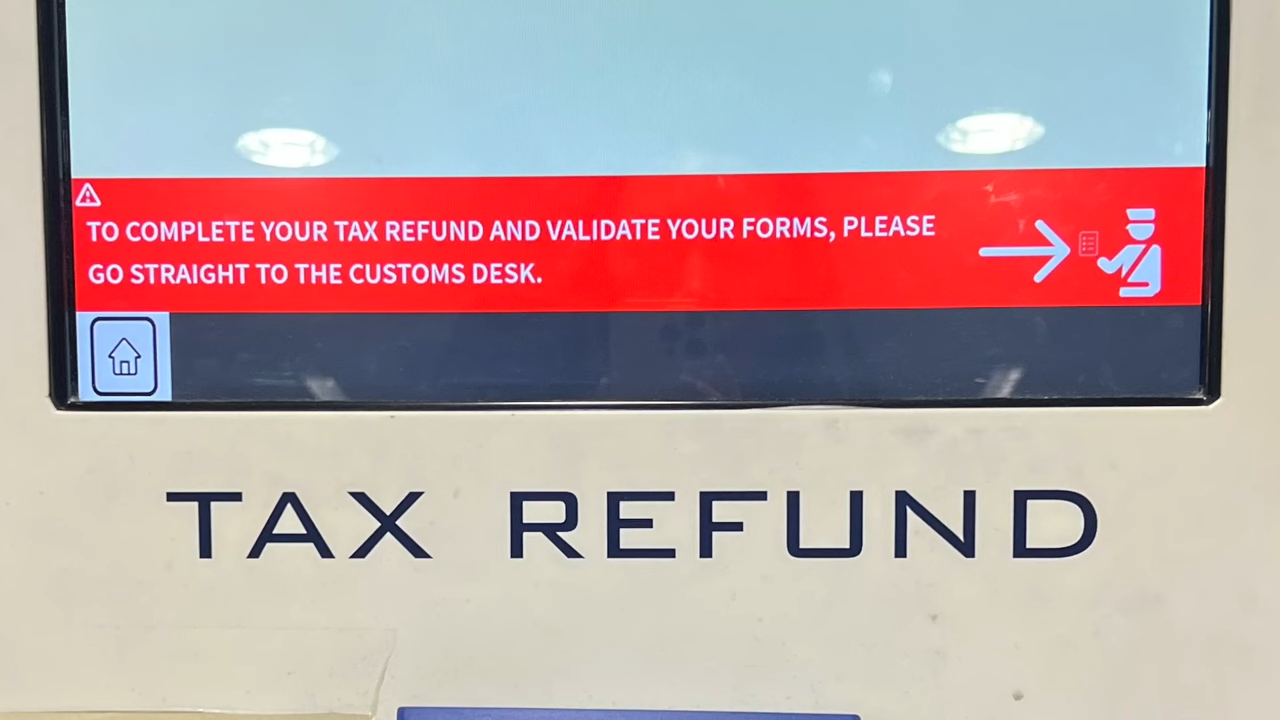 TO COMPLETE YOUR TAX REFUND AND VALIDATE YOUR FORMS, PLEASE
GO STRAIGHT TO THE CUSTOMS DESK.
TAX REFUND